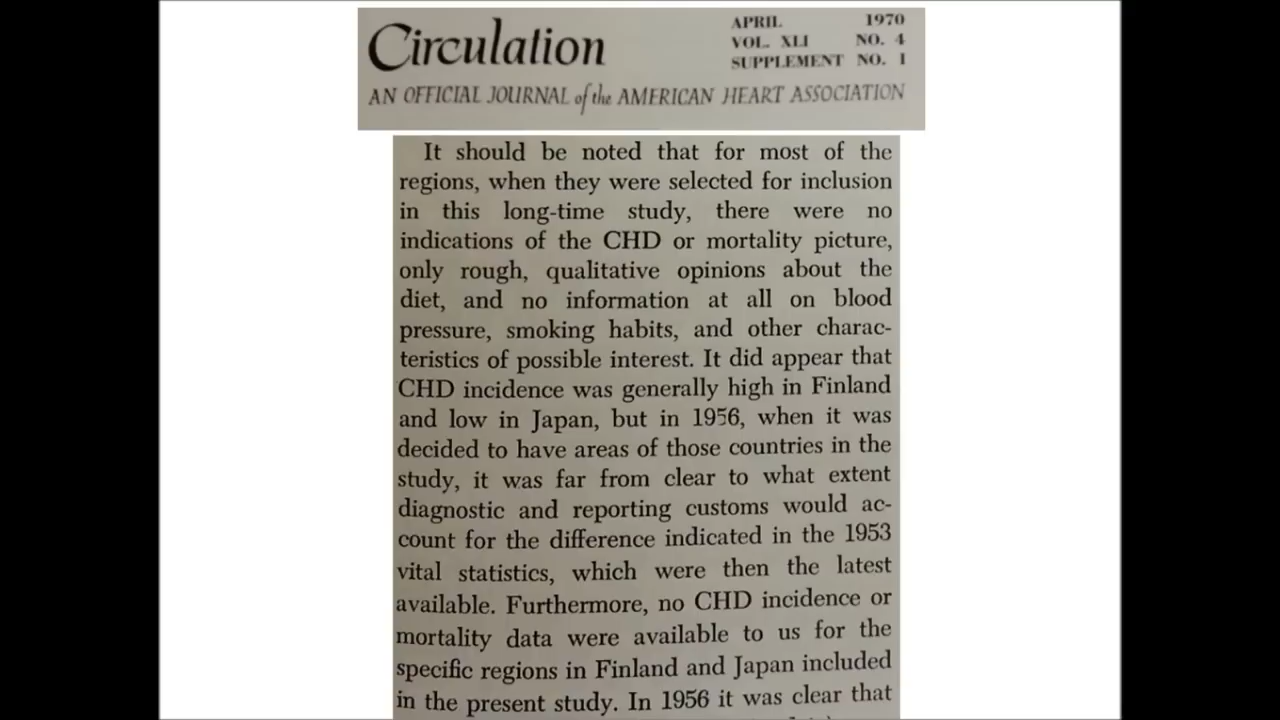 Circulation
APRIL 1970
VOL. XLI NO. 4
SUPPLEMENT NO. I
AN OFFICIAL JOURNAL of the AMERICAN HEART ASSOCIATION
It should be noted that for most of the
regions, when they were selected for inclusion
in this long-time study, there were no
indications of the CHD or mortality picture,
only rough, qualitative opinions about the
diet, and no information at all on blood
pressure, smoking habits, and other charac-
teristics of possible interest. It did appear that
CHD incidence was generally high in Finland
and low in Japan, but in 1956, when it was
decided to have areas of those countries in the
study, it was far from clear to what extent
diagnostic and reporting customs would ac-
count for the difference indicated in the 1953
vital statistics, which were then the latest
available. Furthermore, no CHD incidence or
mortality data were available to us for the
specific regions in Finland and Japan included
in the present study. In 1956 it was clear that